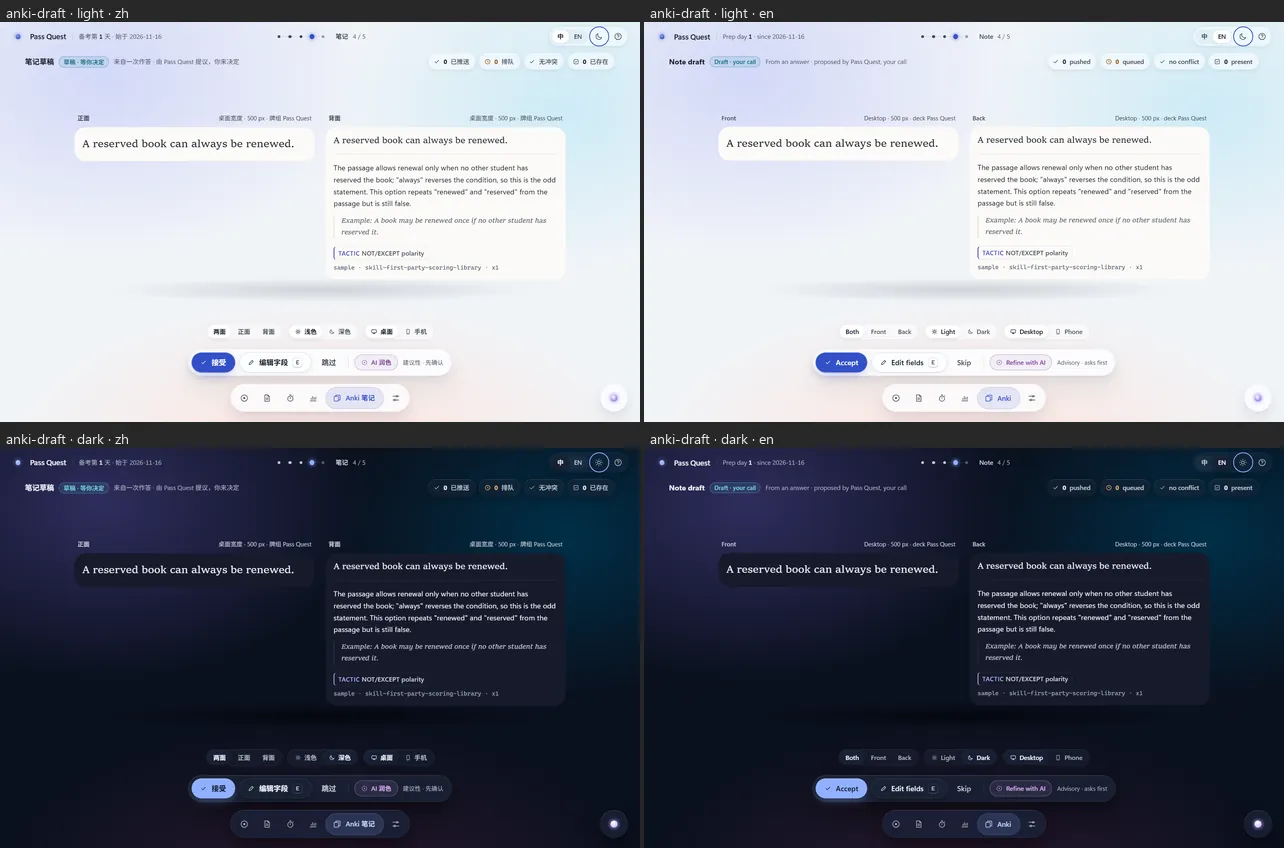 anki-draft · light · zh
Pass Quest 备考第 1 天 · 始于 2026-11-16 笔记 4 / 5 中 EN
笔记草稿 草稿 · 等你决定 来自一次作答 · 由 Pass Quest 提议，你来决定 0 已推送 0 排队 无冲突 0 已存在
正面 桌面宽度 · 500 px · 牌组 Pass Quest 背面 桌面宽度 · 500 px · 牌组 Pass Quest
A reserved book can always be renewed.
A reserved book can always be renewed.
The passage allows renewal only when no other student has
reserved the book; "always" reverses the condition, so this is the odd
statement. This option repeats "renewed" and "reserved" from the
passage but is still false.
Example: A book may be renewed once if no other student has
reserved it.
TACTIC NOT/EXCEPT polarity
sample · skill-first-party-scoring-library · x1
两面 正面 背面 浅色 深色 桌面 手机
接受 编辑字段 E 跳过 AI 润色 建议性 · 先确认
Anki 笔记
anki-draft · light · en
Pass Quest Prep day 1 · since 2026-11-16 Note 4 / 5 中 EN
Note draft Draft · your call From an answer · proposed by Pass Quest, your call 0 pushed 0 queued no conflict 0 present
Front Desktop · 500 px · deck Pass Quest Back Desktop · 500 px · deck Pass Quest
A reserved book can always be renewed.
A reserved book can always be renewed.
The passage allows renewal only when no other student has
reserved the book; "always" reverses the condition, so this is the odd
statement. This option repeats "renewed" and "reserved" from the
passage but is still false.
Example: A book may be renewed once if no other student has
reserved it.
TACTIC NOT/EXCEPT polarity
sample · skill-first-party-scoring-library · x1
Both Front Back Light Dark Desktop Phone
Accept Edit fields E Skip Refine with AI Advisory · asks first
Anki
anki-draft · dark · zh
Pass Quest 备考第 1 天 · 始于 2026-11-16 笔记 4 / 5 中 EN
笔记草稿 草稿 · 等你决定 来自一次作答 · 由 Pass Quest 提议，你来决定 0 已推送 0 排队 无冲突 0 已存在
正面 桌面宽度 · 500 px · 牌组 Pass Quest 背面 桌面宽度 · 500 px · 牌组 Pass Quest
A reserved book can always be renewed.
A reserved book can always be renewed.
The passage allows renewal only when no other student has
reserved the book; "always" reverses the condition, so this is the odd
statement. This option repeats "renewed" and "reserved" from the
passage but is still false.
Example: A book may be renewed once if no other student has
reserved it.
TACTIC NOT/EXCEPT polarity
sample · skill-first-party-scoring-library · x1
两面 正面 背面 浅色 深色 桌面 手机
接受 编辑字段 E 跳过 AI 润色 建议性 · 先确认
Anki 笔记
anki-draft · dark · en
Pass Quest Prep day 1 · since 2026-11-16 Note 4 / 5 中 EN
Note draft Draft · your call From an answer · proposed by Pass Quest, your call 0 pushed 0 queued no conflict 0 present
Front Desktop · 500 px · deck Pass Quest Back Desktop · 500 px · deck Pass Quest
A reserved book can always be renewed.
A reserved book can always be renewed.
The passage allows renewal only when no other student has
reserved the book; "always" reverses the condition, so this is the odd
statement. This option repeats "renewed" and "reserved" from the
passage but is still false.
Example: A book may be renewed once if no other student has
reserved it.
TACTIC NOT/EXCEPT polarity
sample · skill-first-party-scoring-library · x1
Both Front Back Light Dark Desktop Phone
Accept Edit fields E Skip Refine with AI Advisory · asks first
Anki